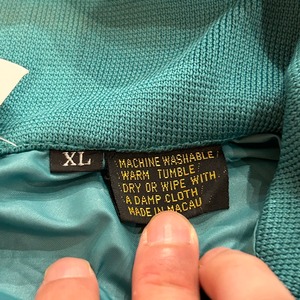 XL
MACHINE WASHABLE
WARM TUMBLE
DRY OR WIPE WITH
A DAMP CLOTH
MADE IN MACAU